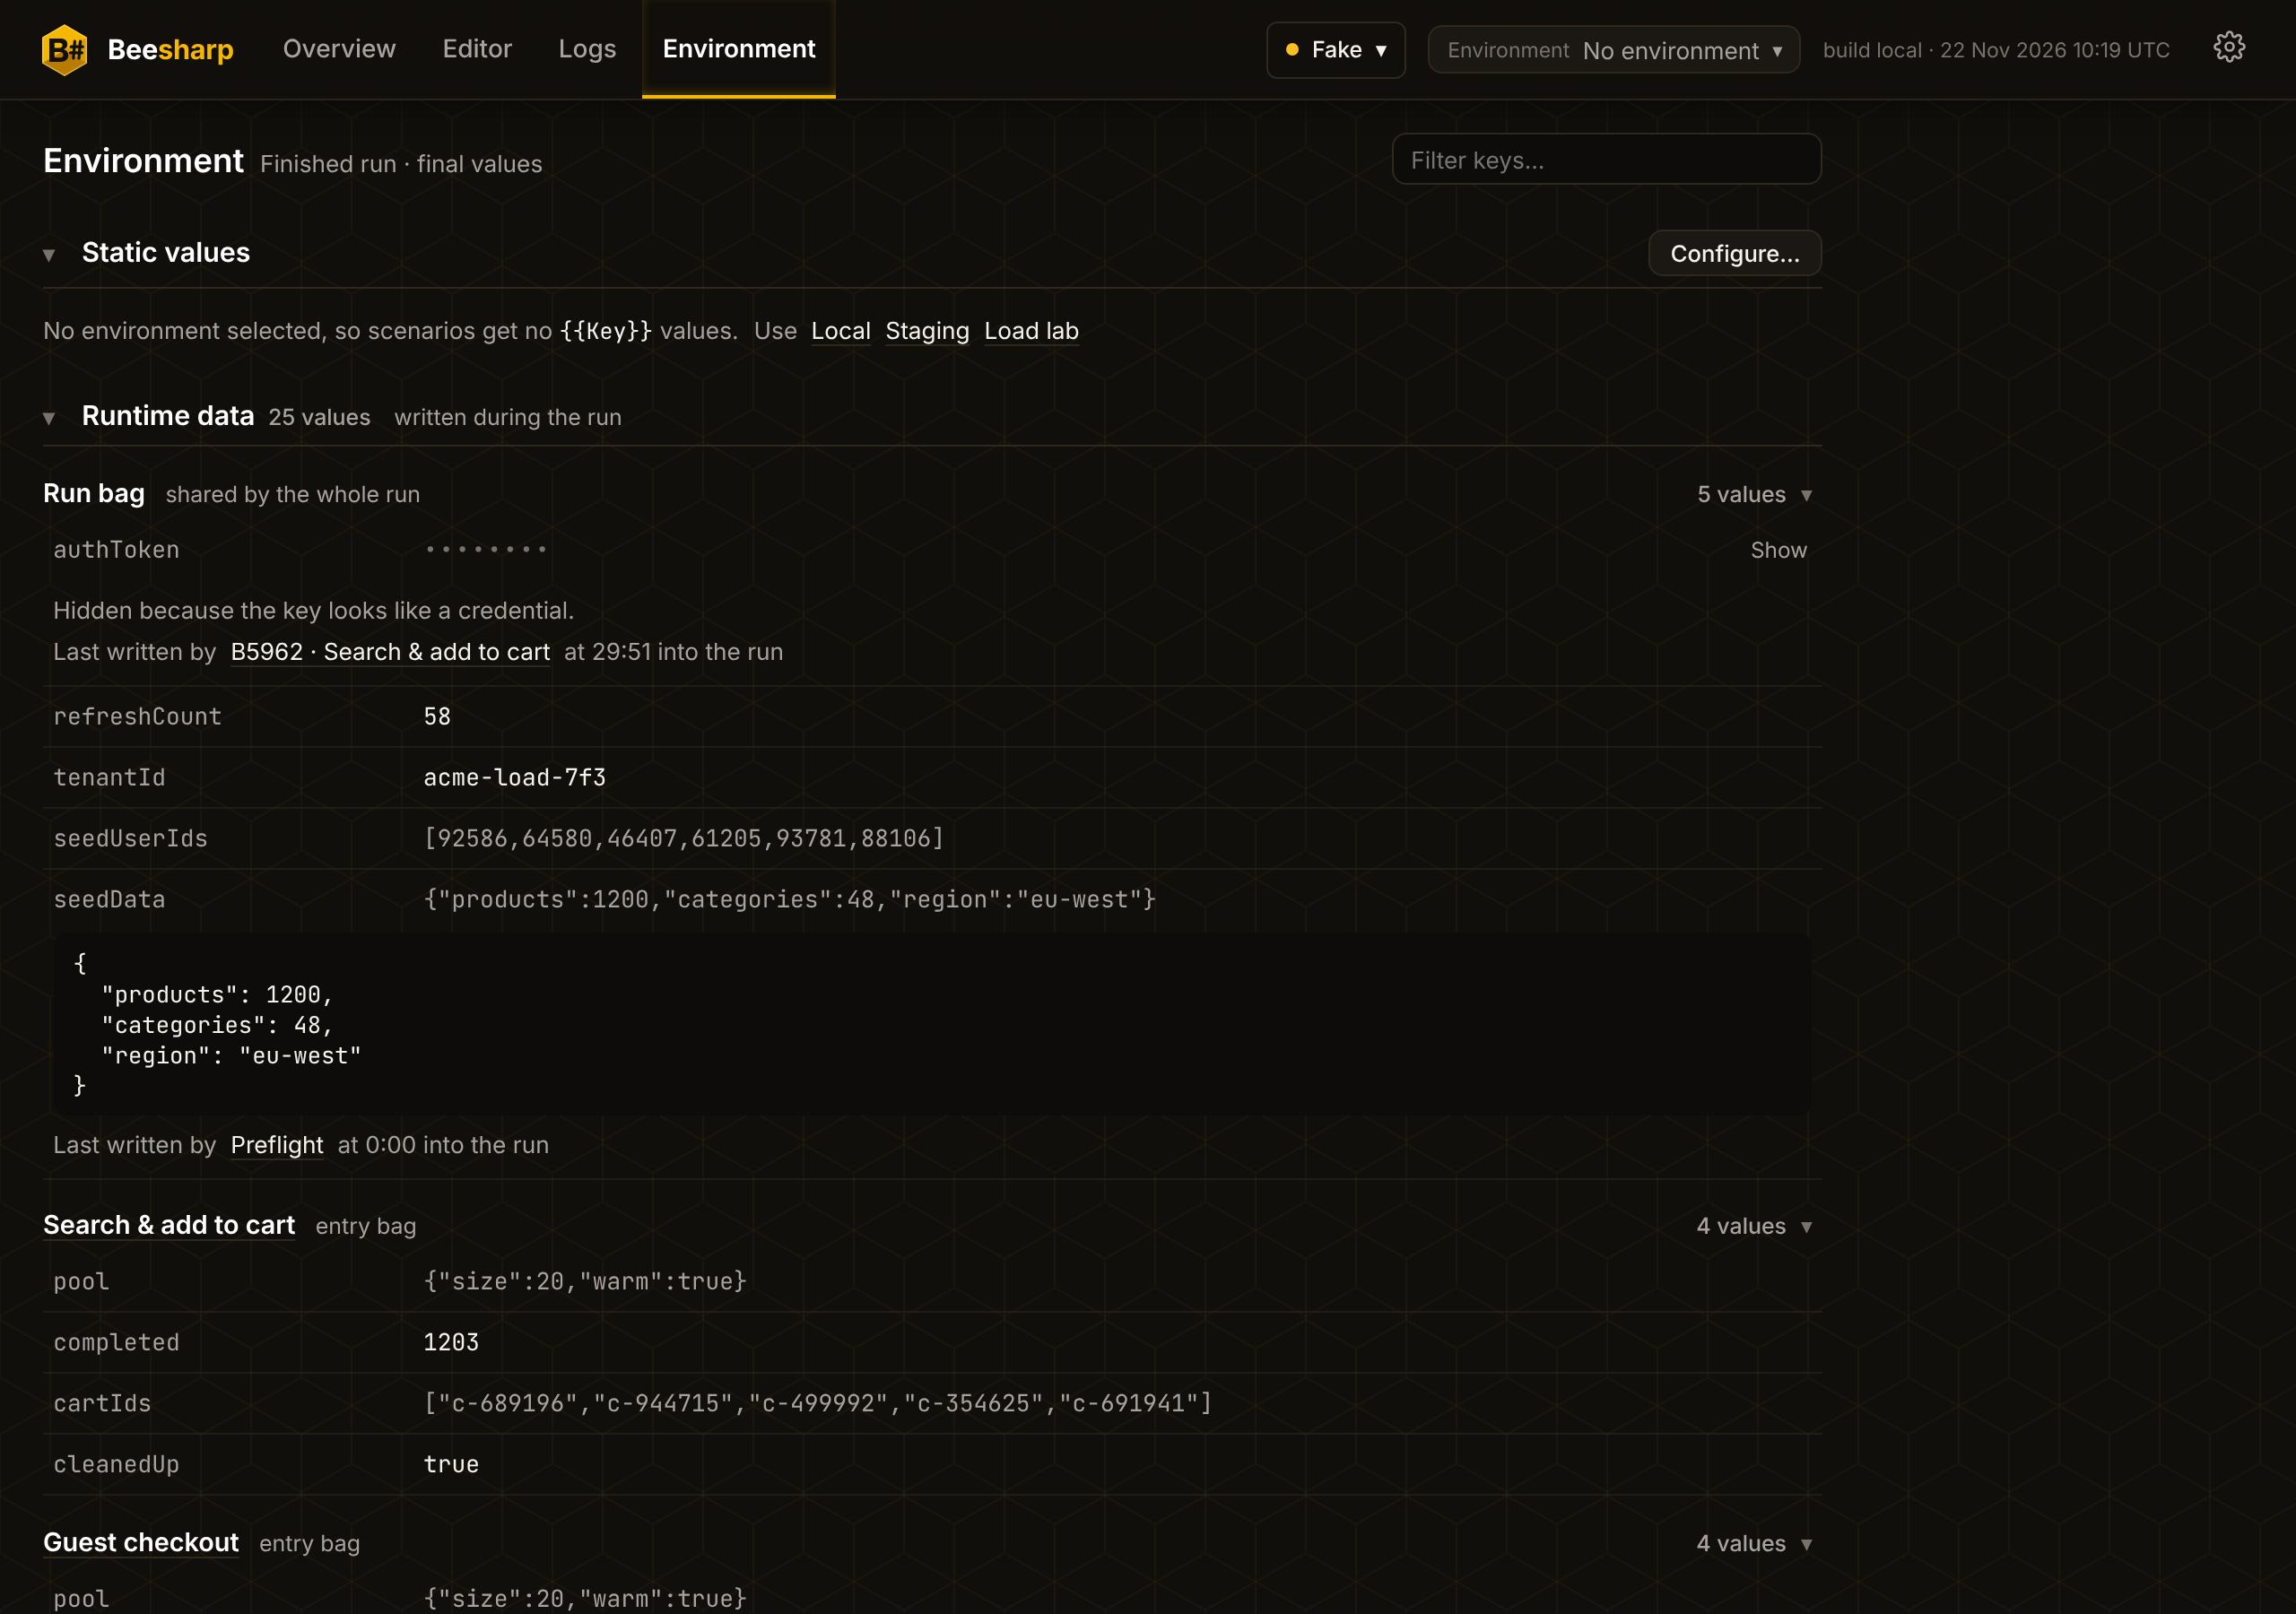 B# Beesharp Overview Editor Logs Environment Fake ▾ Environment No environment ▾ build local · 22 Nov 2026 10:19 UTC
Environment Finished run · final values Filter keys...
▾ Static values Configure...
No environment selected, so scenarios get no {{Key}} values. Use Local Staging Load lab
▾ Runtime data 25 values written during the run
Run bag shared by the whole run 5 values ▾
authToken •••••••• Show
Hidden because the key looks like a credential.
Last written by B5962 · Search & add to cart at 29:51 into the run
refreshCount 58
tenantId acme-load-7f3
seedUserIds [92586,64580,46407,61205,93781,88106]
seedData {"products":1200,"categories":48,"region":"eu-west"}
{
"products": 1200,
"categories": 48,
"region": "eu-west"
}
Last written by Preflight at 0:00 into the run
Search & add to cart entry bag 4 values ▾
pool {"size":20,"warm":true}
completed 1203
cartIds ["c-689196","c-944715","c-499992","c-354625","c-691941"]
cleanedUp true
Guest checkout entry bag 4 values ▾
pool {"size":20,"warm":true}